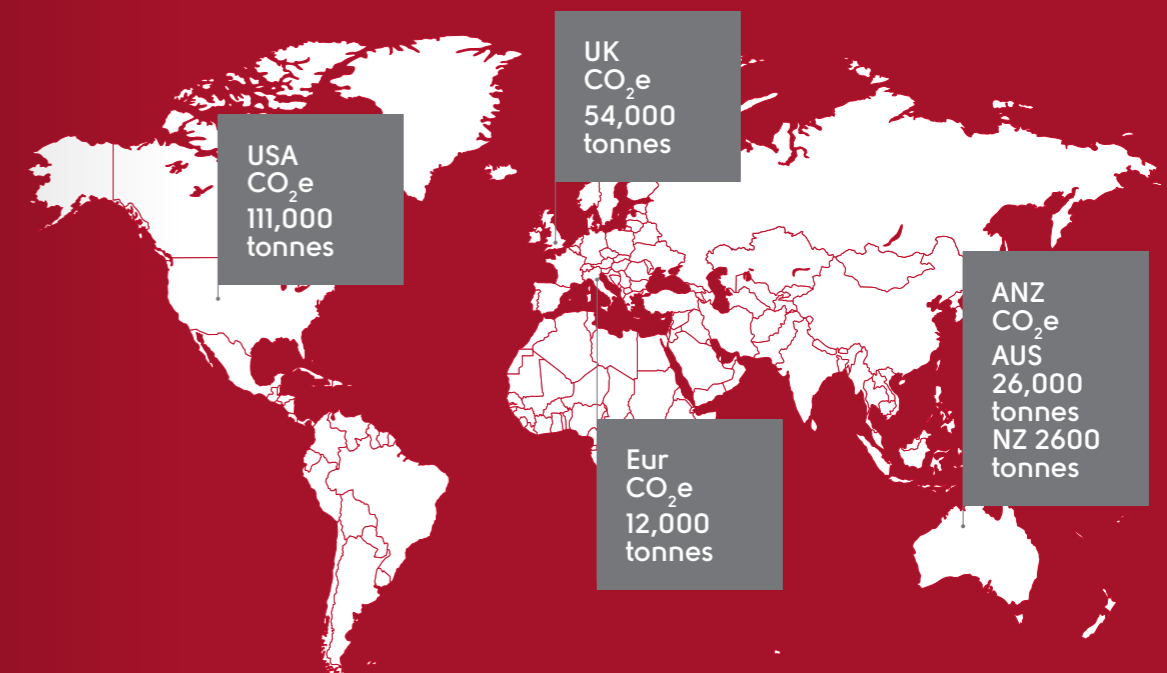 UK
CO₂e
54,000
tonnes
USA
CO₂e
111,000
tonnes
ANZ
CO₂e
AUS
26,000
tonnes
NZ 2600
tonnes
Eur
CO₂e
12,000
tonnes